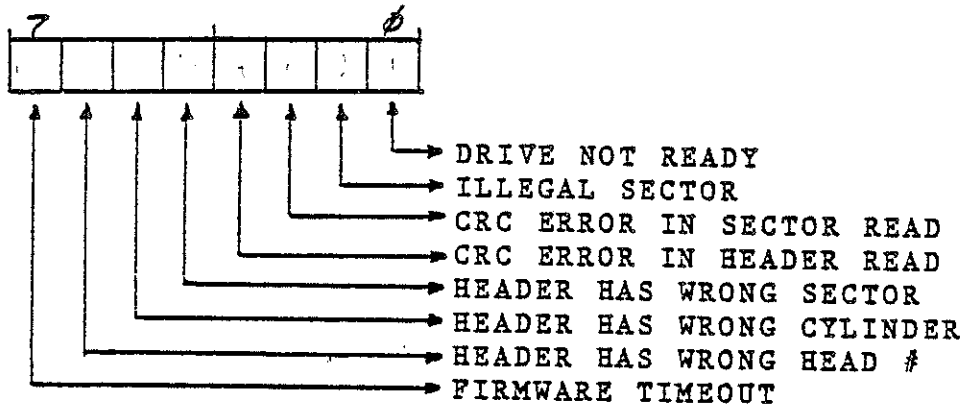 7 Ø
DRIVE NOT READY
ILLEGAL SECTOR
CRC ERROR IN SECTOR READ
CRC ERROR IN HEADER READ
HEADER HAS WRONG SECTOR
HEADER HAS WRONG CYLINDER
HEADER HAS WRONG HEAD #
FIRMWARE TIMEOUT